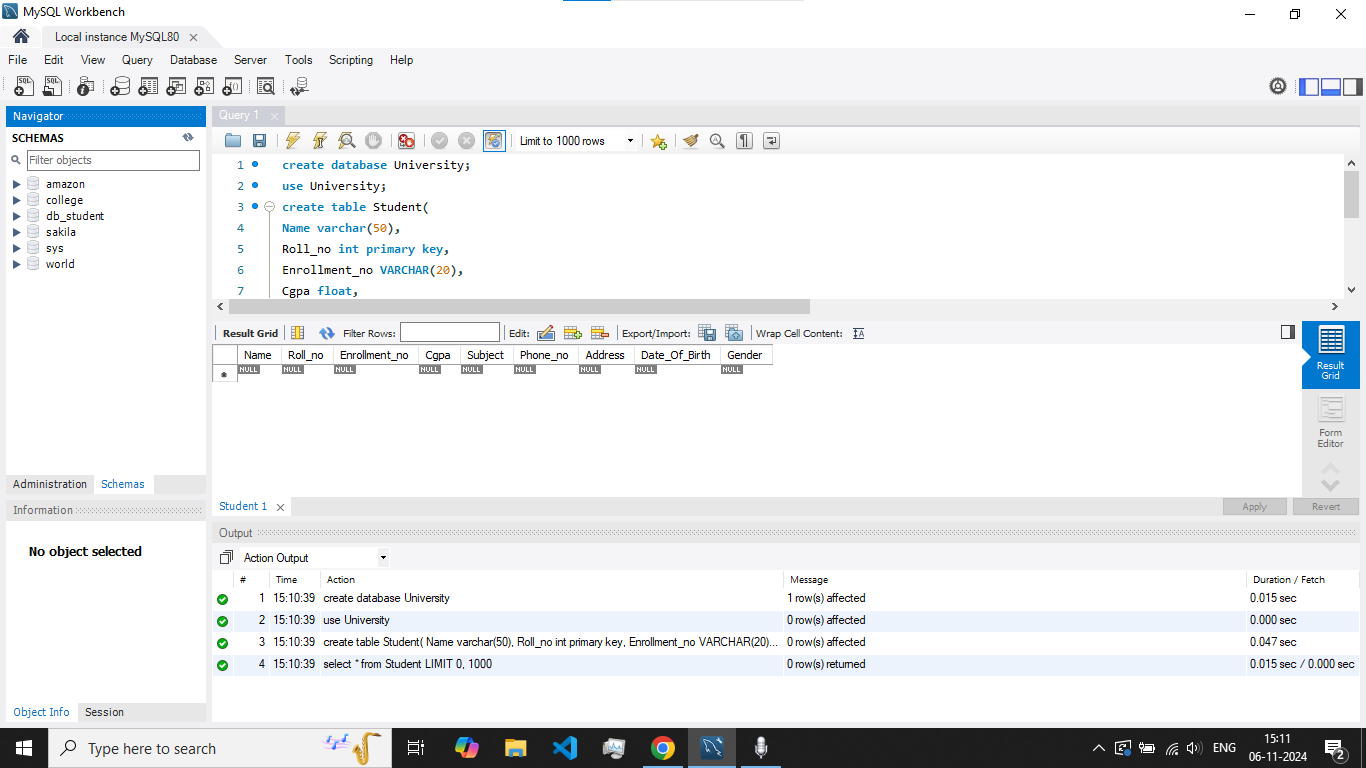 MySQL Workbench
Local instance MySQL80
File Edit View Query Database Server Tools Scripting Help
Navigator
SCHEMAS
Filter objects
amazon
college
db_student
sakila
sys
world
Administration Schemas
Information
No object selected
Object Info Session
Query 1
Limit to 1000 rows
1 create database University;
2 use University;
3 create table Student(
4 Name varchar(50),
5 Roll_no int primary key,
6 Enrollment_no VARCHAR(20),
7 Cgpa float,
Result Grid Filter Rows: Edit: Export/Import: Wrap Cell Content:
Name Roll_no Enrollment_no Cgpa Subject Phone_no Address Date_Of_Birth Gender
NULL NULL NULL NULL NULL NULL NULL NULL NULL
Result Grid
Form Editor
Student 1
Apply Revert
Output
Action Output
# Time Action Message Duration / Fetch
1 15:10:39 create database University 1 row(s) affected 0.015 sec
2 15:10:39 use University 0 row(s) affected 0.000 sec
3 15:10:39 create table Student( Name varchar(50), Roll_no int primary key, Enrollment_no VARCHAR(20)... 0 row(s) affected 0.047 sec
4 15:10:39 select * from Student LIMIT 0, 1000 0 row(s) returned 0.015 sec / 0.000 sec
Type here to search
ENG
15:11
06-11-2024
2